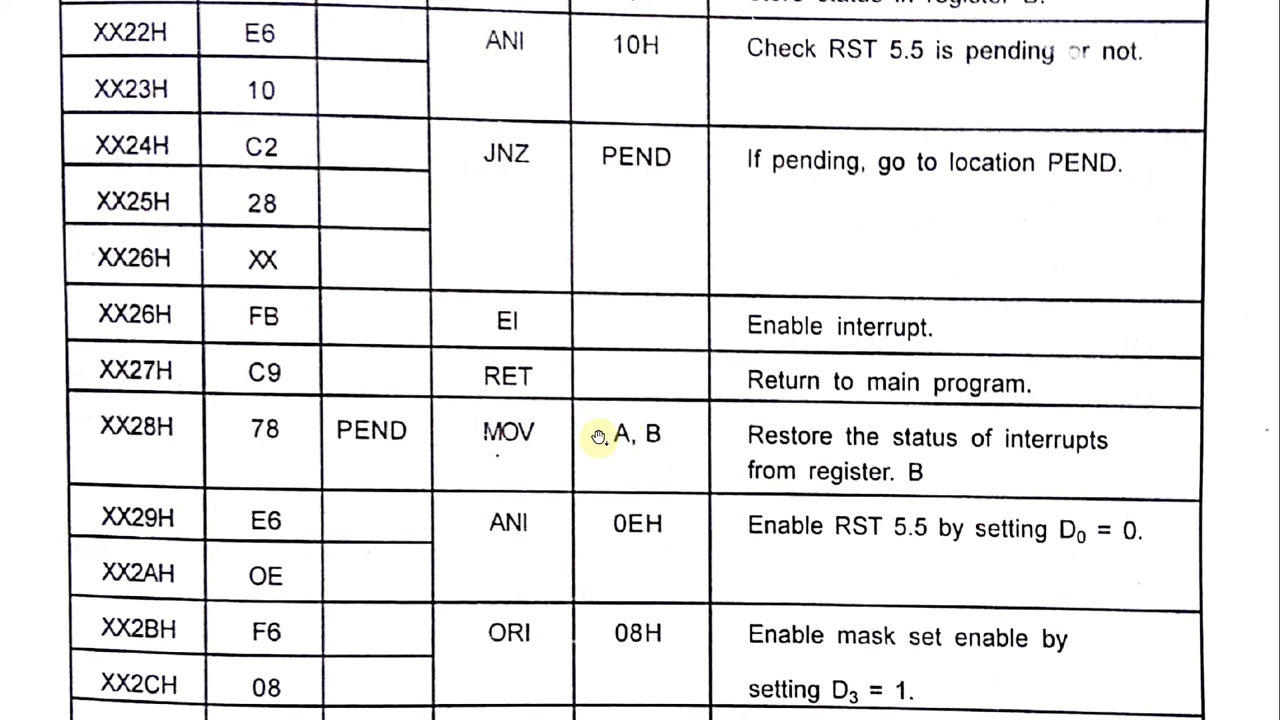 XX22H E6 ANI 10H Check RST 5.5 is pending or not.
XX23H 10
XX24H C2 JNZ PEND If pending, go to location PEND.
XX25H 28
XX26H XX
XX26H FB EI Enable interrupt.
XX27H C9 RET Return to main program.
XX28H 78 PEND MOV A, B Restore the status of interrupts
from register. B
XX29H E6 ANI 0EH Enable RST 5.5 by setting D₀ = 0.
XX2AH OE
XX2BH F6 ORI 08H Enable mask set enable by
XX2CH 08 setting D₃ = 1.